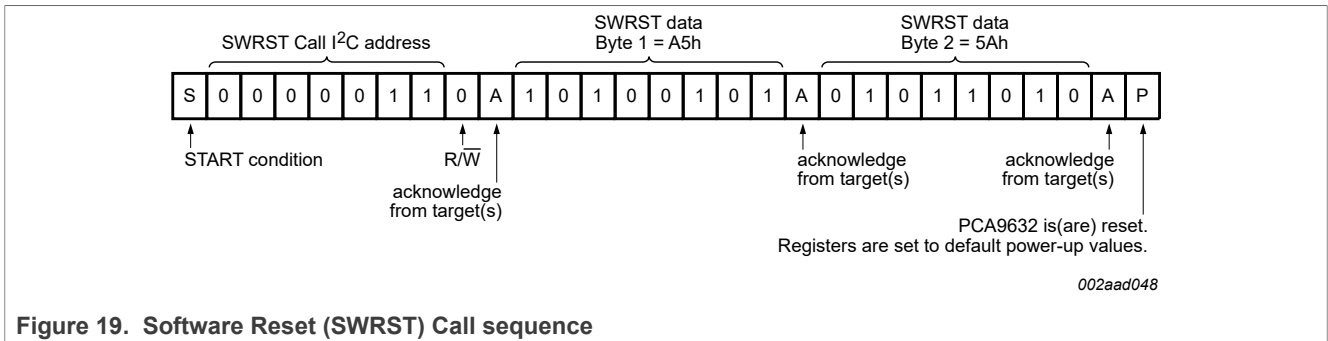 SWRST Call I2C address
SWRST data
Byte 1 = A5h
SWRST data
Byte 2 = 5Ah
S 0 0 0 0 0 1 1 0 A 1 0 1 0 0 1 0 1 A 0 1 0 1 1 0 1 0 A P
START condition
R/W
acknowledge
from target(s)
acknowledge
from target(s)
acknowledge
from target(s)
PCA9632 is(are) reset.
Registers are set to default power-up values.
002aad048
Figure 19. Software Reset (SWRST) Call sequence